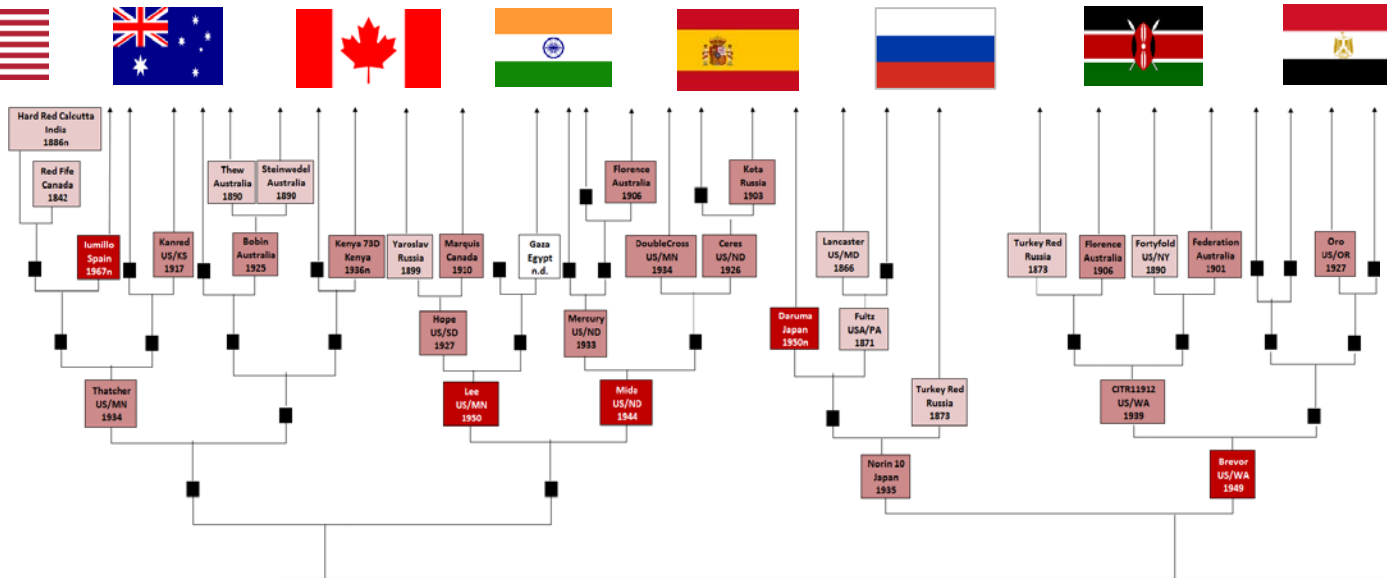 Hard Red Calcutta
India
1886n
Red Fife
Canada
1842
Thew
Australia
1890
Steinwedel
Australia
1890
Florence
Australia
1906
Kota
Russia
1903
Iumillo
Spain
1967n
Kanred
US/KS
1917
Bobin
Australia
1925
Kenya 73D
Kenya
1936n
Yaroslav
Russia
1899
Marquis
Canada
1910
Gaza
Egypt
n.d.
DoubleCross
US/MN
1934
Ceres
US/ND
1926
Lancaster
US/MD
1866
Turkey Red
Russia
1873
Florence
Australia
1906
Fortyfold
US/NY
1890
Federation
Australia
1901
Oro
US/OR
1927
Hope
US/SD
1927
Mercury
US/ND
1933
Daruma
Japan
1950n
Fultz
USA/PA
1871
Thatcher
US/MN
1934
Lee
US/MN
1950
Mida
US/ND
1944
Turkey Red
Russia
1873
CITR11912
US/WA
1939
Norin 10
Japan
1935
Brevor
US/WA
1949